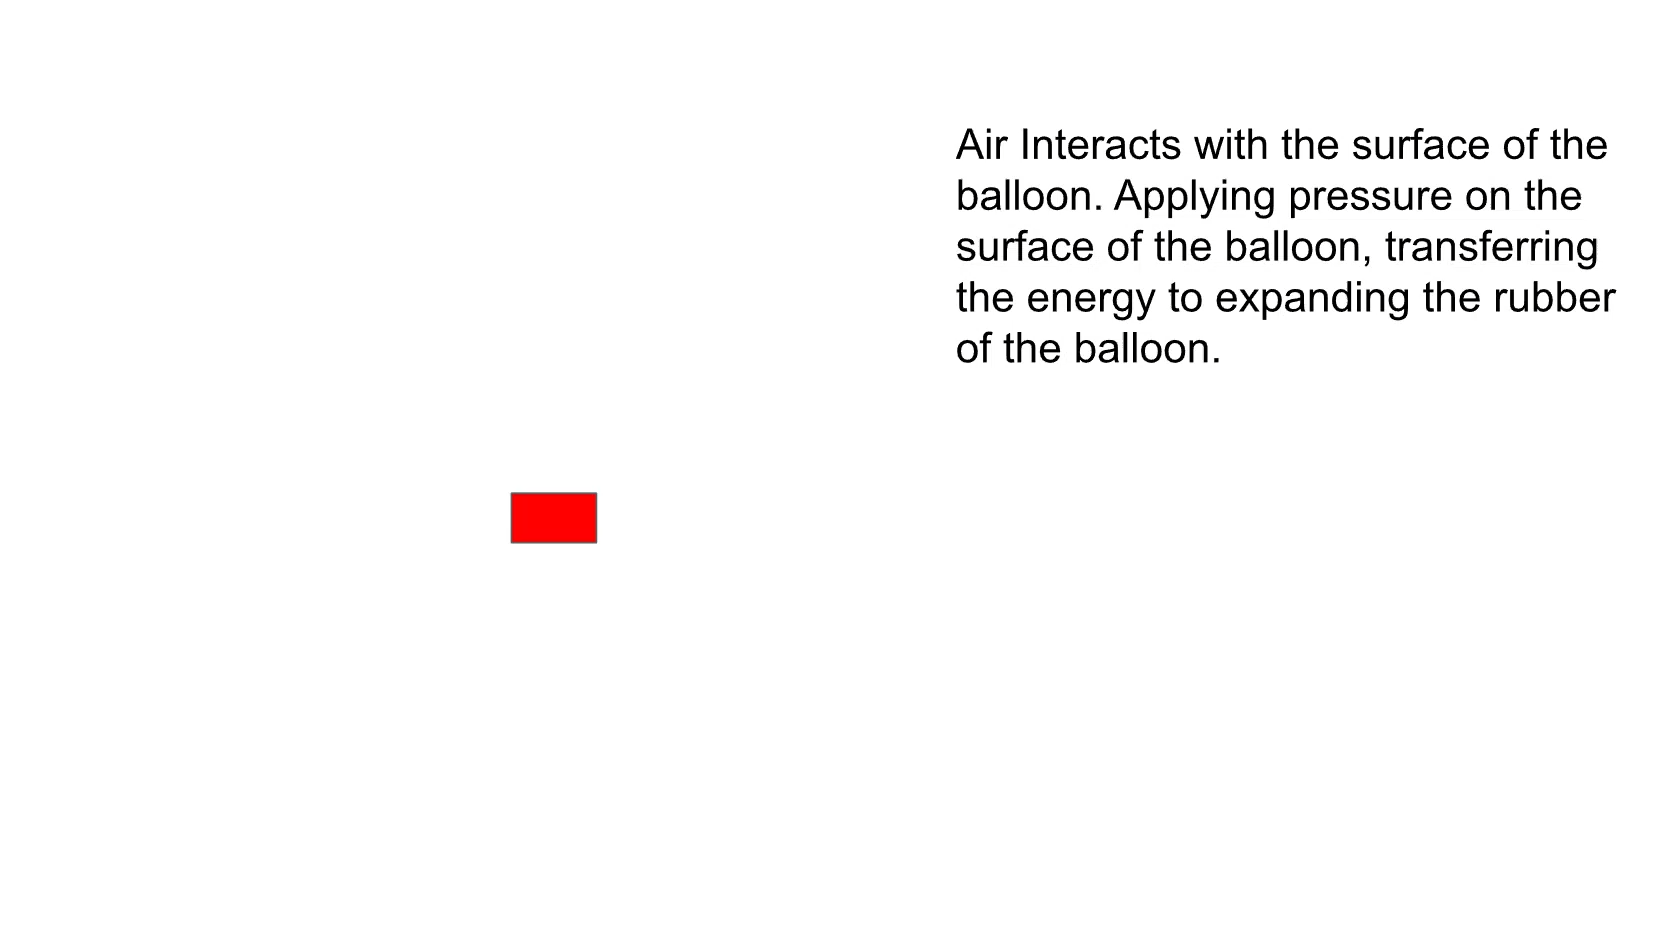 Air Interacts with the surface of the
balloon. Applying pressure on the
surface of the balloon, transferring
the energy to expanding the rubber
of the balloon.